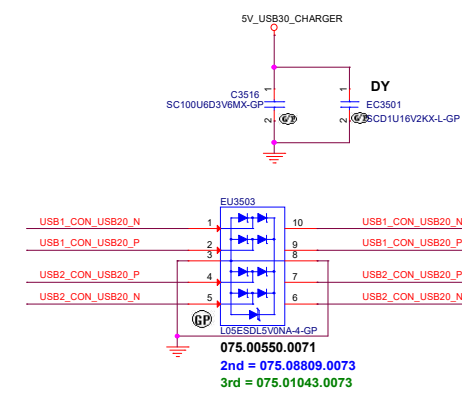 5V_USB30_CHARGER
1
C3516
SC100U6D3V6MX-GP
2
DY
1
EC3501
SCD1U16V2KX-L-GP
2
EU3503
USB1_CON_USB20_N 1 10 USB1_CON_USB20_N
USB1_CON_USB20_P 2 9 USB1_CON_USB20_P
3 8
USB2_CON_USB20_P 4 7 USB2_CON_USB20_P
USB2_CON_USB20_N 5 6 USB2_CON_USB20_N
GP
L05ESDL5V0NA-4-GP
075.00550.0071
2nd = 075.08809.0073
3rd = 075.01043.0073